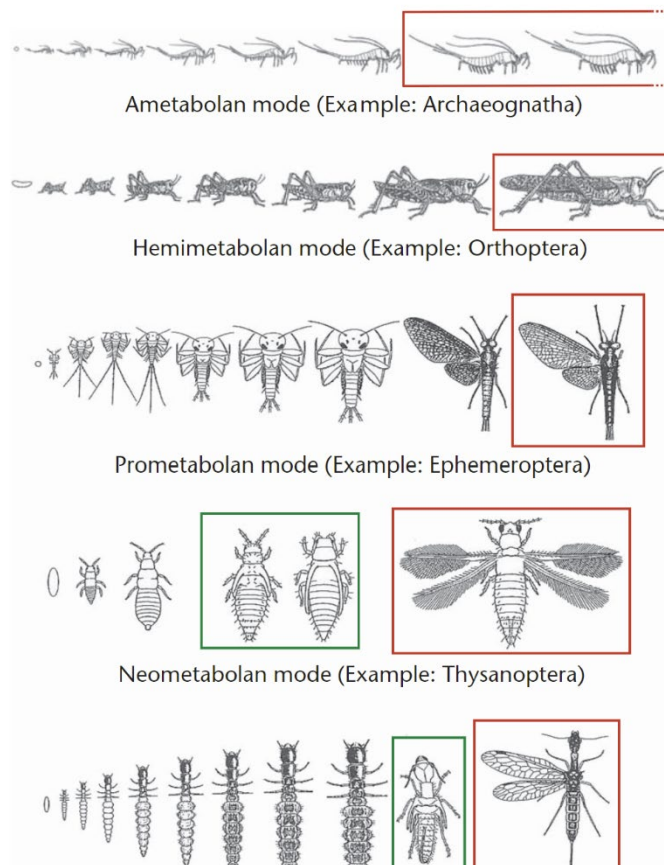 Ametabolan mode (Example: Archaeognatha)
Hemimetabolan mode (Example: Orthoptera)
Prometabolan mode (Example: Ephemeroptera)
Neometabolan mode (Example: Thysanoptera)